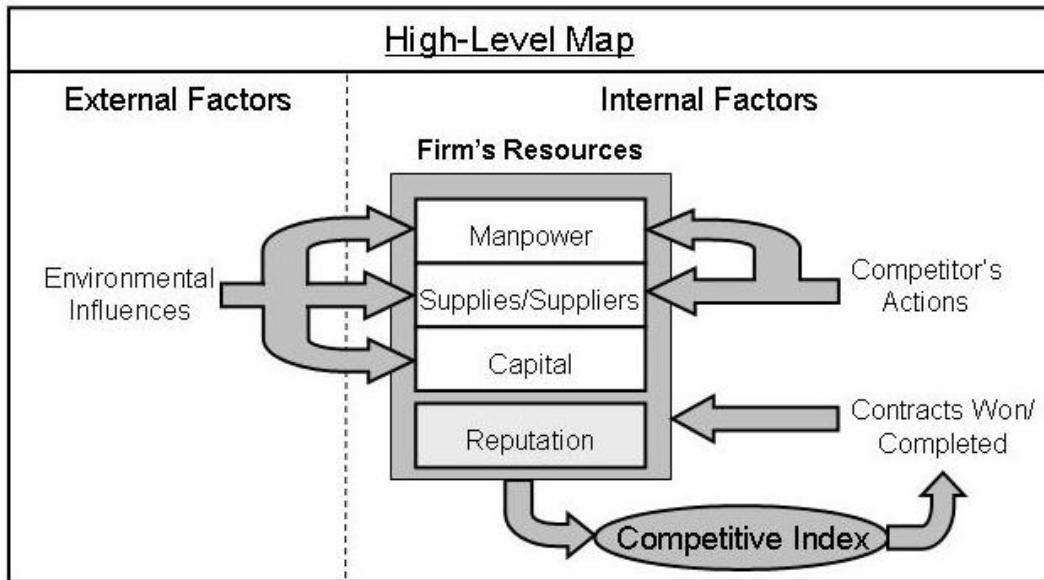 High-Level Map
External Factors
Internal Factors
Firm's Resources
Manpower
Environmental
Influences
Supplies/Suppliers
Competitor's
Actions
Capital
Reputation
Contracts Won/
Completed
Competitive Index